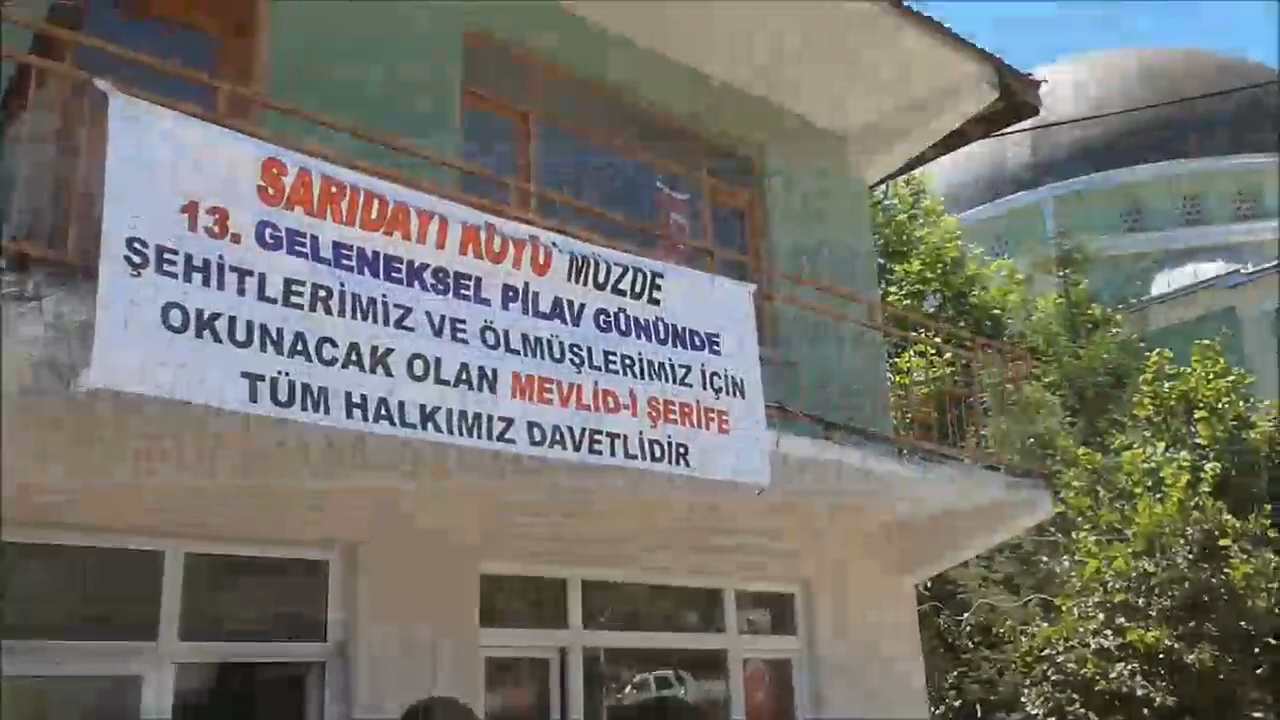 SARIDAYI KÖYÜ'MÜZDE
13. GELENEKSEL PİLAV GÜNÜNDE
ŞEHİTLERİMİZ VE ÖLMÜŞLERİMİZ İÇİN
OKUNACAK OLAN MEVLİD-İ ŞERİFE
TÜM HALKIMIZ DAVETLİDİR